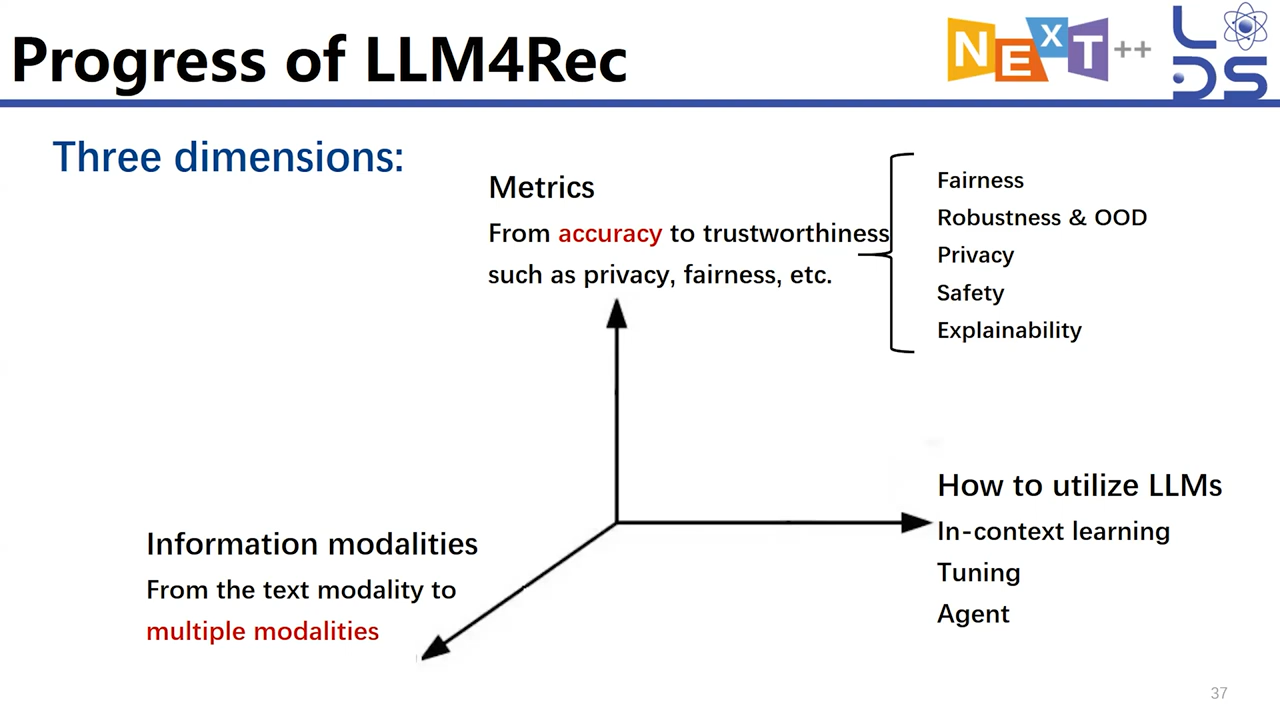 Progress of LLM4Rec
NExT++
LDS
Three dimensions:
Metrics
From accuracy to trustworthiness
such as privacy, fairness, etc.
Fairness
Robustness & OOD
Privacy
Safety
Explainability
How to utilize LLMs
In-context learning
Tuning
Agent
Information modalities
From the text modality to
multiple modalities
37